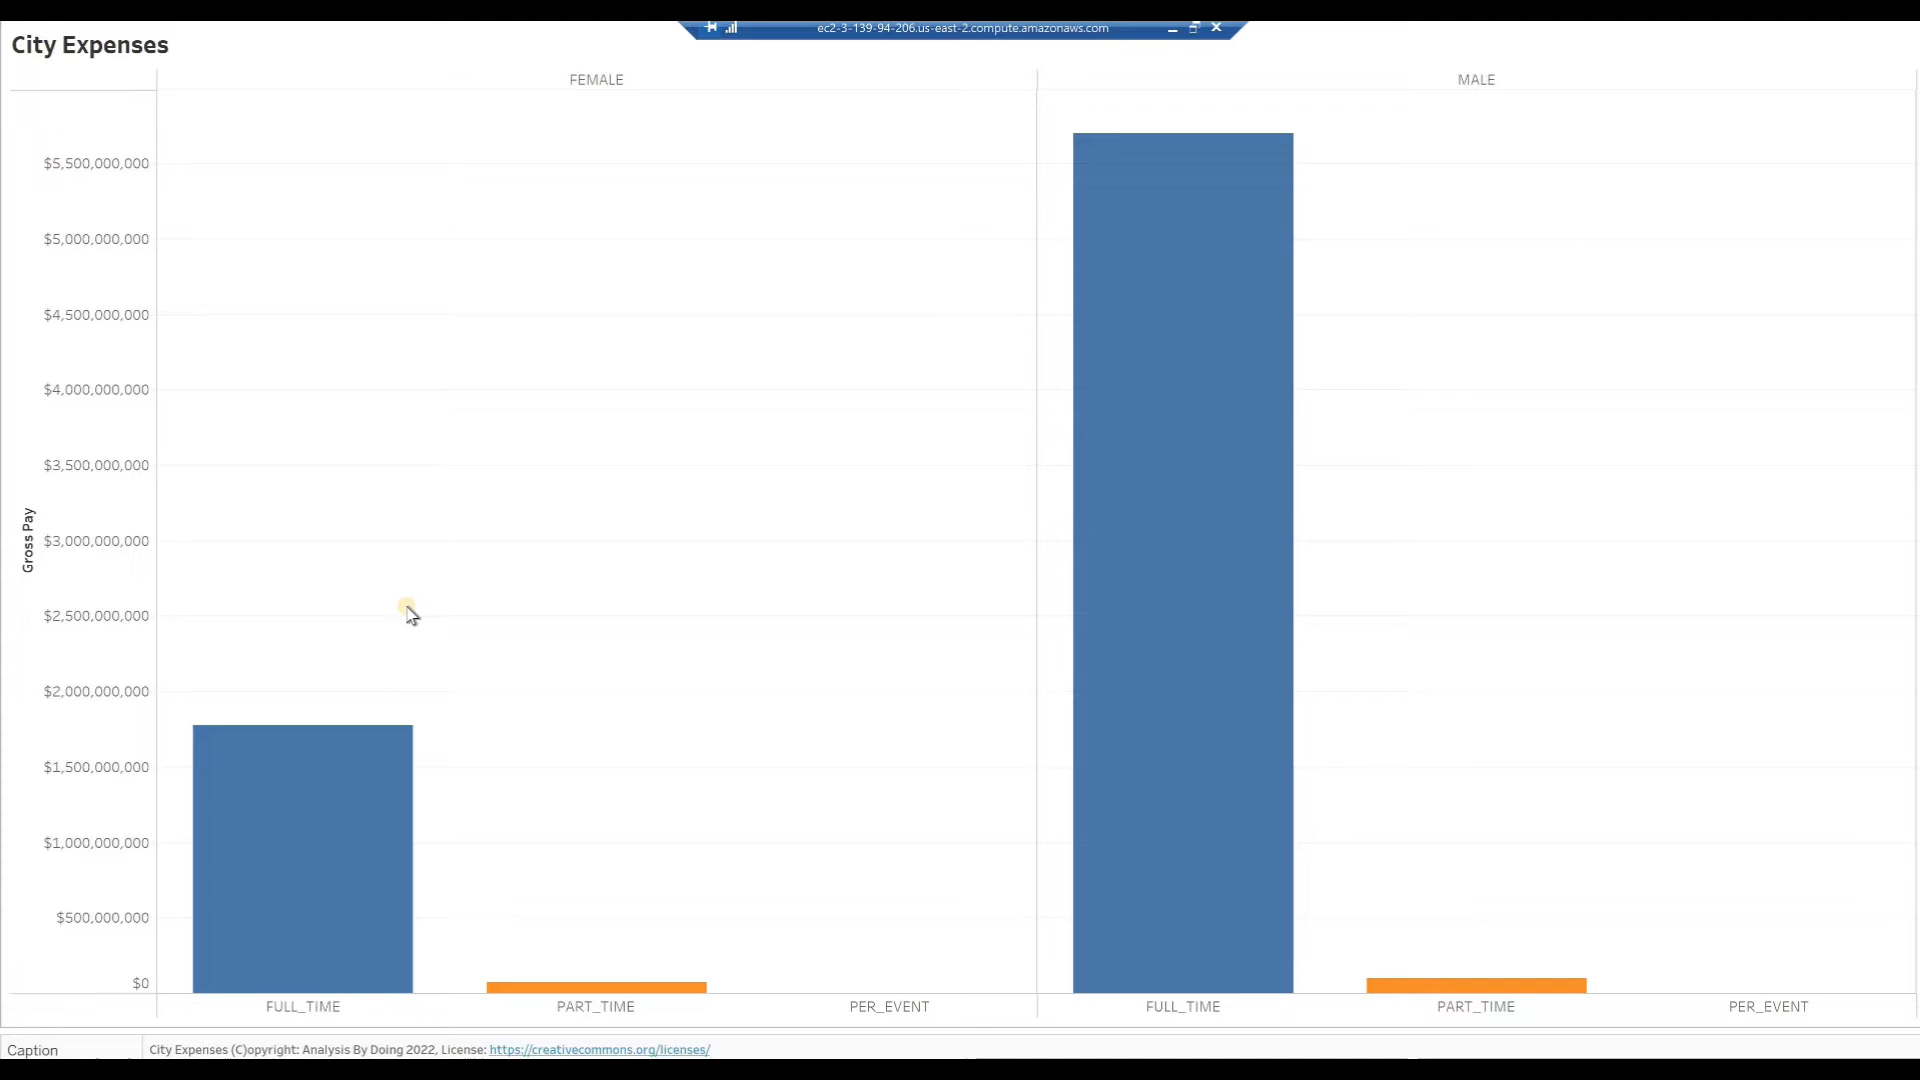 ec2-3-139-94-206.us-east-2.compute.amazonaws.com
City Expenses
FEMALE
MALE
$5,500,000,000
$5,000,000,000
$4,500,000,000
$4,000,000,000
$3,500,000,000
$3,000,000,000
$2,500,000,000
$2,000,000,000
$1,500,000,000
$1,000,000,000
$500,000,000
$0
Gross Pay
FULL_TIME
PART_TIME
PER_EVENT
FULL_TIME
PART_TIME
PER_EVENT
Caption
City Expenses (C)opyright: Analysis By Doing 2022, License: https://creativecommons.org/licenses/